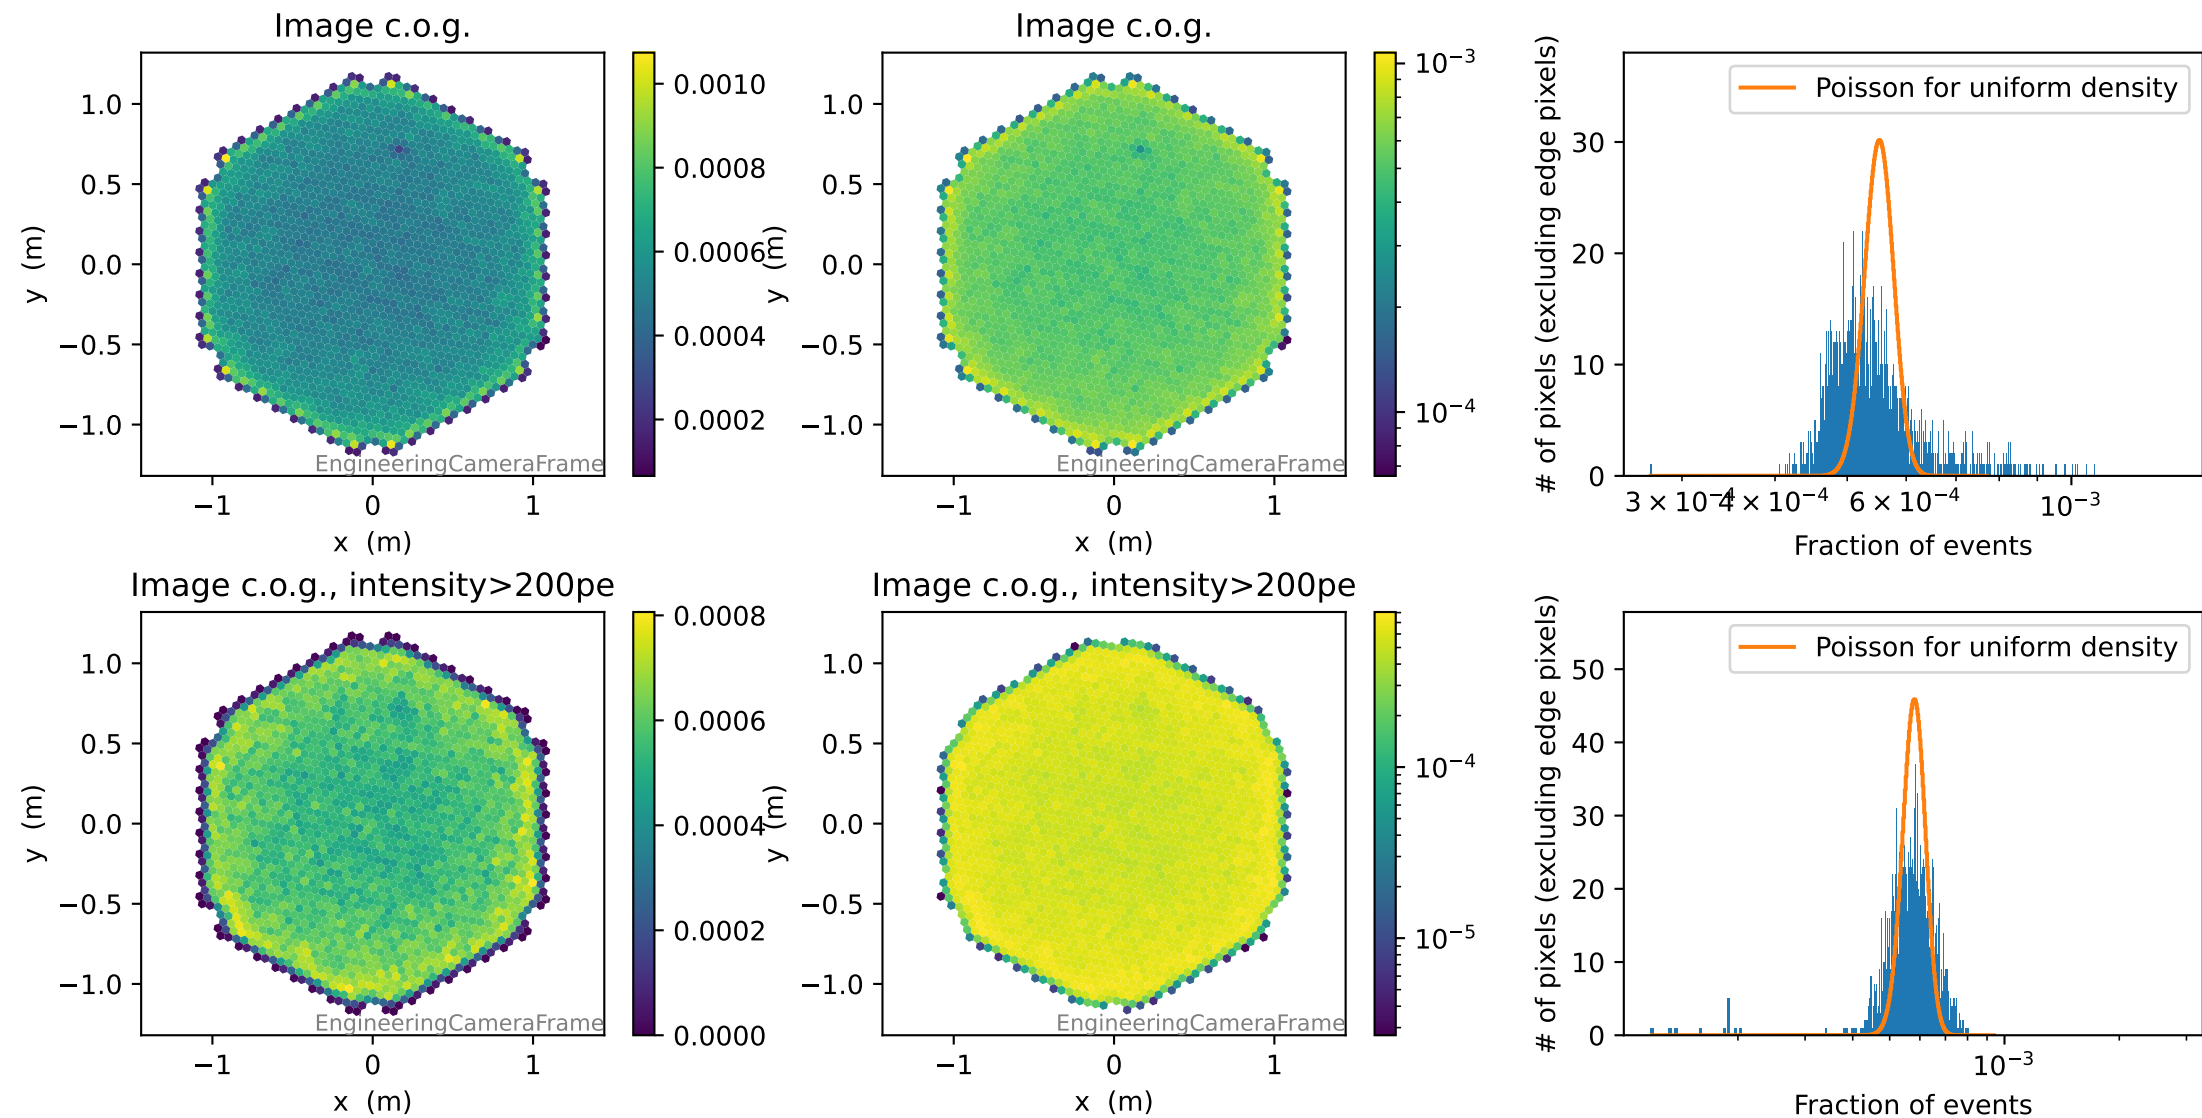 Image c.o.g.
1.0
0.5
0.0
−0.5
−1.0
y (m)
−1 0 1
x (m)
EngineeringCameraFrame
0.0010
0.0008
0.0006
0.0004
0.0002
Image c.o.g.
1.0
0.5
0.0
−0.5
−1.0
y (m)
−1 0 1
x (m)
EngineeringCameraFrame
10⁻³
10⁻⁴
# of pixels (excluding edge pixels)
30
20
10
0
Poisson for uniform density
3 × 10⁻⁴ 4 × 10⁻⁴ 6 × 10⁻⁴ 10⁻³
Fraction of events
Image c.o.g., intensity>200pe
1.0
0.5
0.0
−0.5
−1.0
y (m)
−1 0 1
x (m)
EngineeringCameraFrame
0.0008
0.0006
0.0004
0.0002
0.0000
Image c.o.g., intensity>200pe
1.0
0.5
0.0
−0.5
−1.0
y (m)
−1 0 1
x (m)
EngineeringCameraFrame
10⁻⁴
10⁻⁵
# of pixels (excluding edge pixels)
50
40
30
20
10
0
Poisson for uniform density
10⁻³
Fraction of events